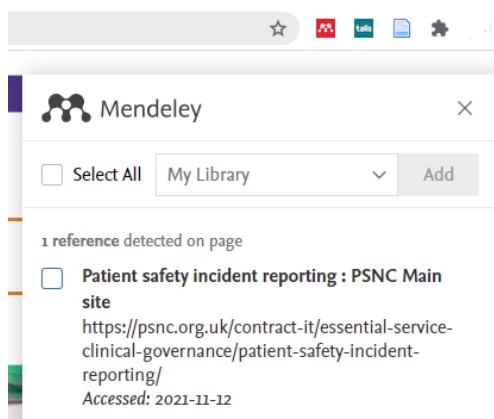 talis
Mendeley
Select All My Library Add
1 reference detected on page
Patient safety incident reporting : PSNC Main
site
https://psnc.org.uk/contract-it/essential-service-
clinical-governance/patient-safety-incident-
reporting/
Accessed: 2021-11-12